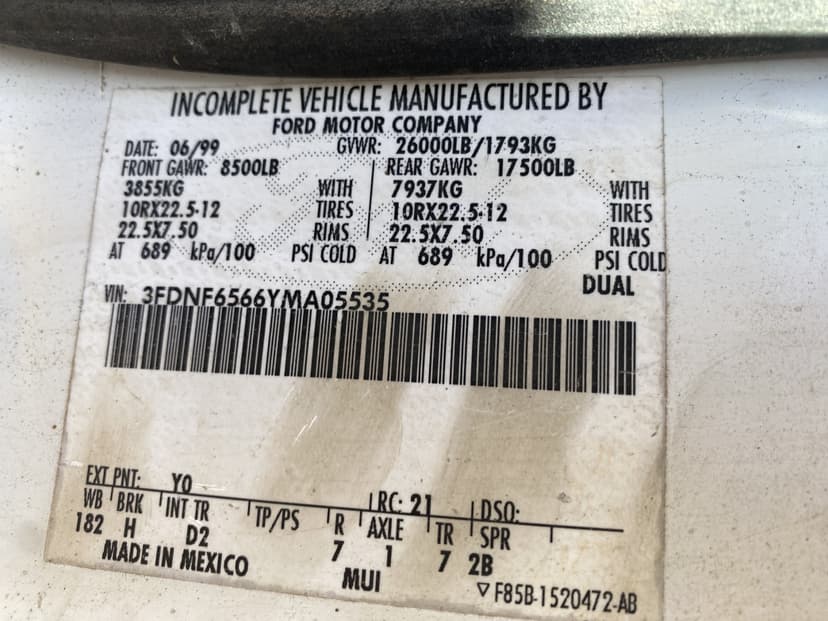 INCOMPLETE VEHICLE MANUFACTURED BY
FORD MOTOR COMPANY
DATE: 06/99 GVWR: 26000LB/1793KG
FRONT GAWR: 8500LB REAR GAWR: 17500LB
3855KG WITH 7937KG WITH
10RX22.5-12 TIRES 10RX22.5-12 TIRES
22.5X7.50 RIMS 22.5X7.50 RIMS
AT 689 kPa/100 PSI COLD AT 689 kPa/100 PSI COLD
DUAL
VIN: 3FDNF6566YMA05535
EXT PNT: YO RC: 21 DSO:
WB BRK INT TR TP/PS R AXLE TR SPR
182 H D2 7 1 7 2B
MADE IN MEXICO MUI
▽ F85B-1520472-AB